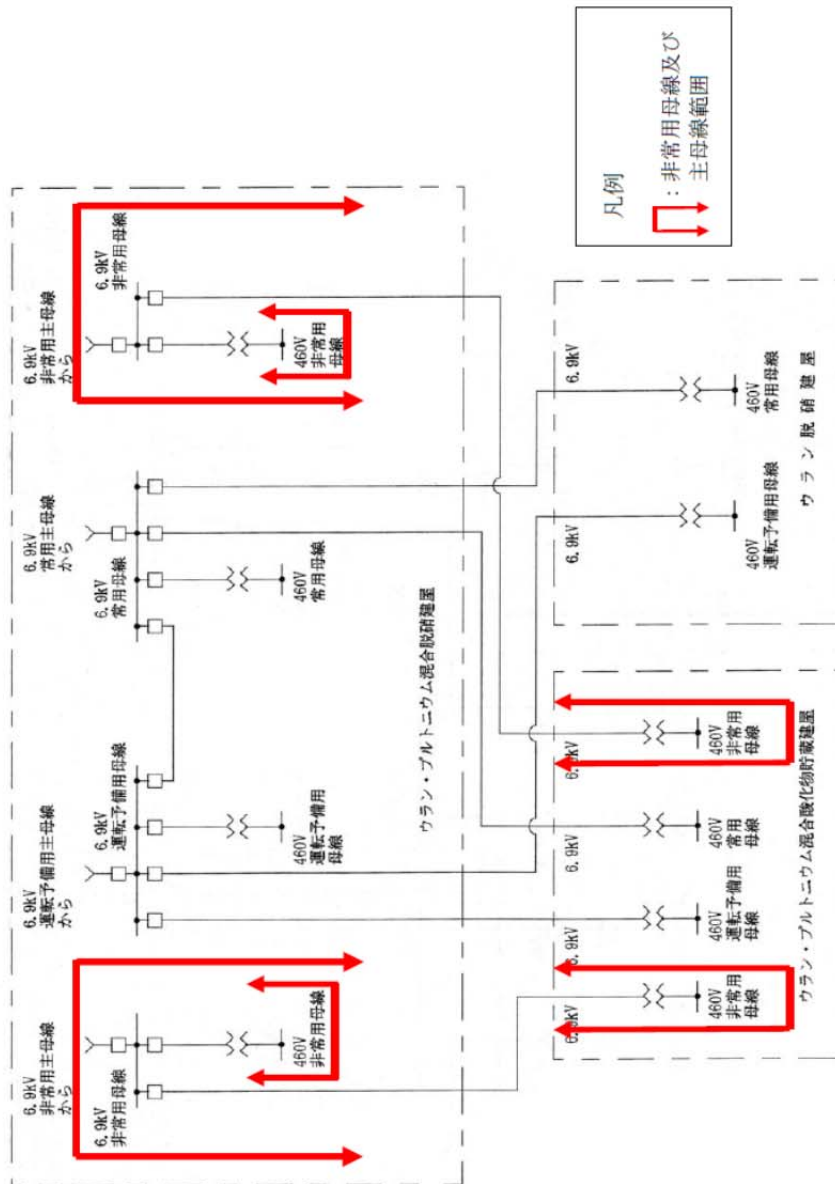 6.9kV
非常用主母線
から
6.9kV
非常用母線
460V
非常用母線
6.9kV
運転予備用主母線
から
6.9kV
運転予備用母線
460V
運転予備用
母線
6.9kV
常用主母線
から
6.9kV
常用母線
460V
常用母線
6.9kV
非常用主母線
から
6.9kV
非常用母線
460V
非常用
母線
ウラン・プルトニウム混合脱硝建屋
6.9kV
460V
非常用
母線
6.9kV
460V
運転予備用
母線
6.9kV
460V
常用
母線
6.9kV
460V
非常用
母線
ウラン・プルトニウム混合酸化物貯蔵建屋
6.9kV
460V
運転予備用母線
6.9kV
460V
常用母線
ウラン脱硝建屋
凡例
：非常用母線及び
主母線範囲